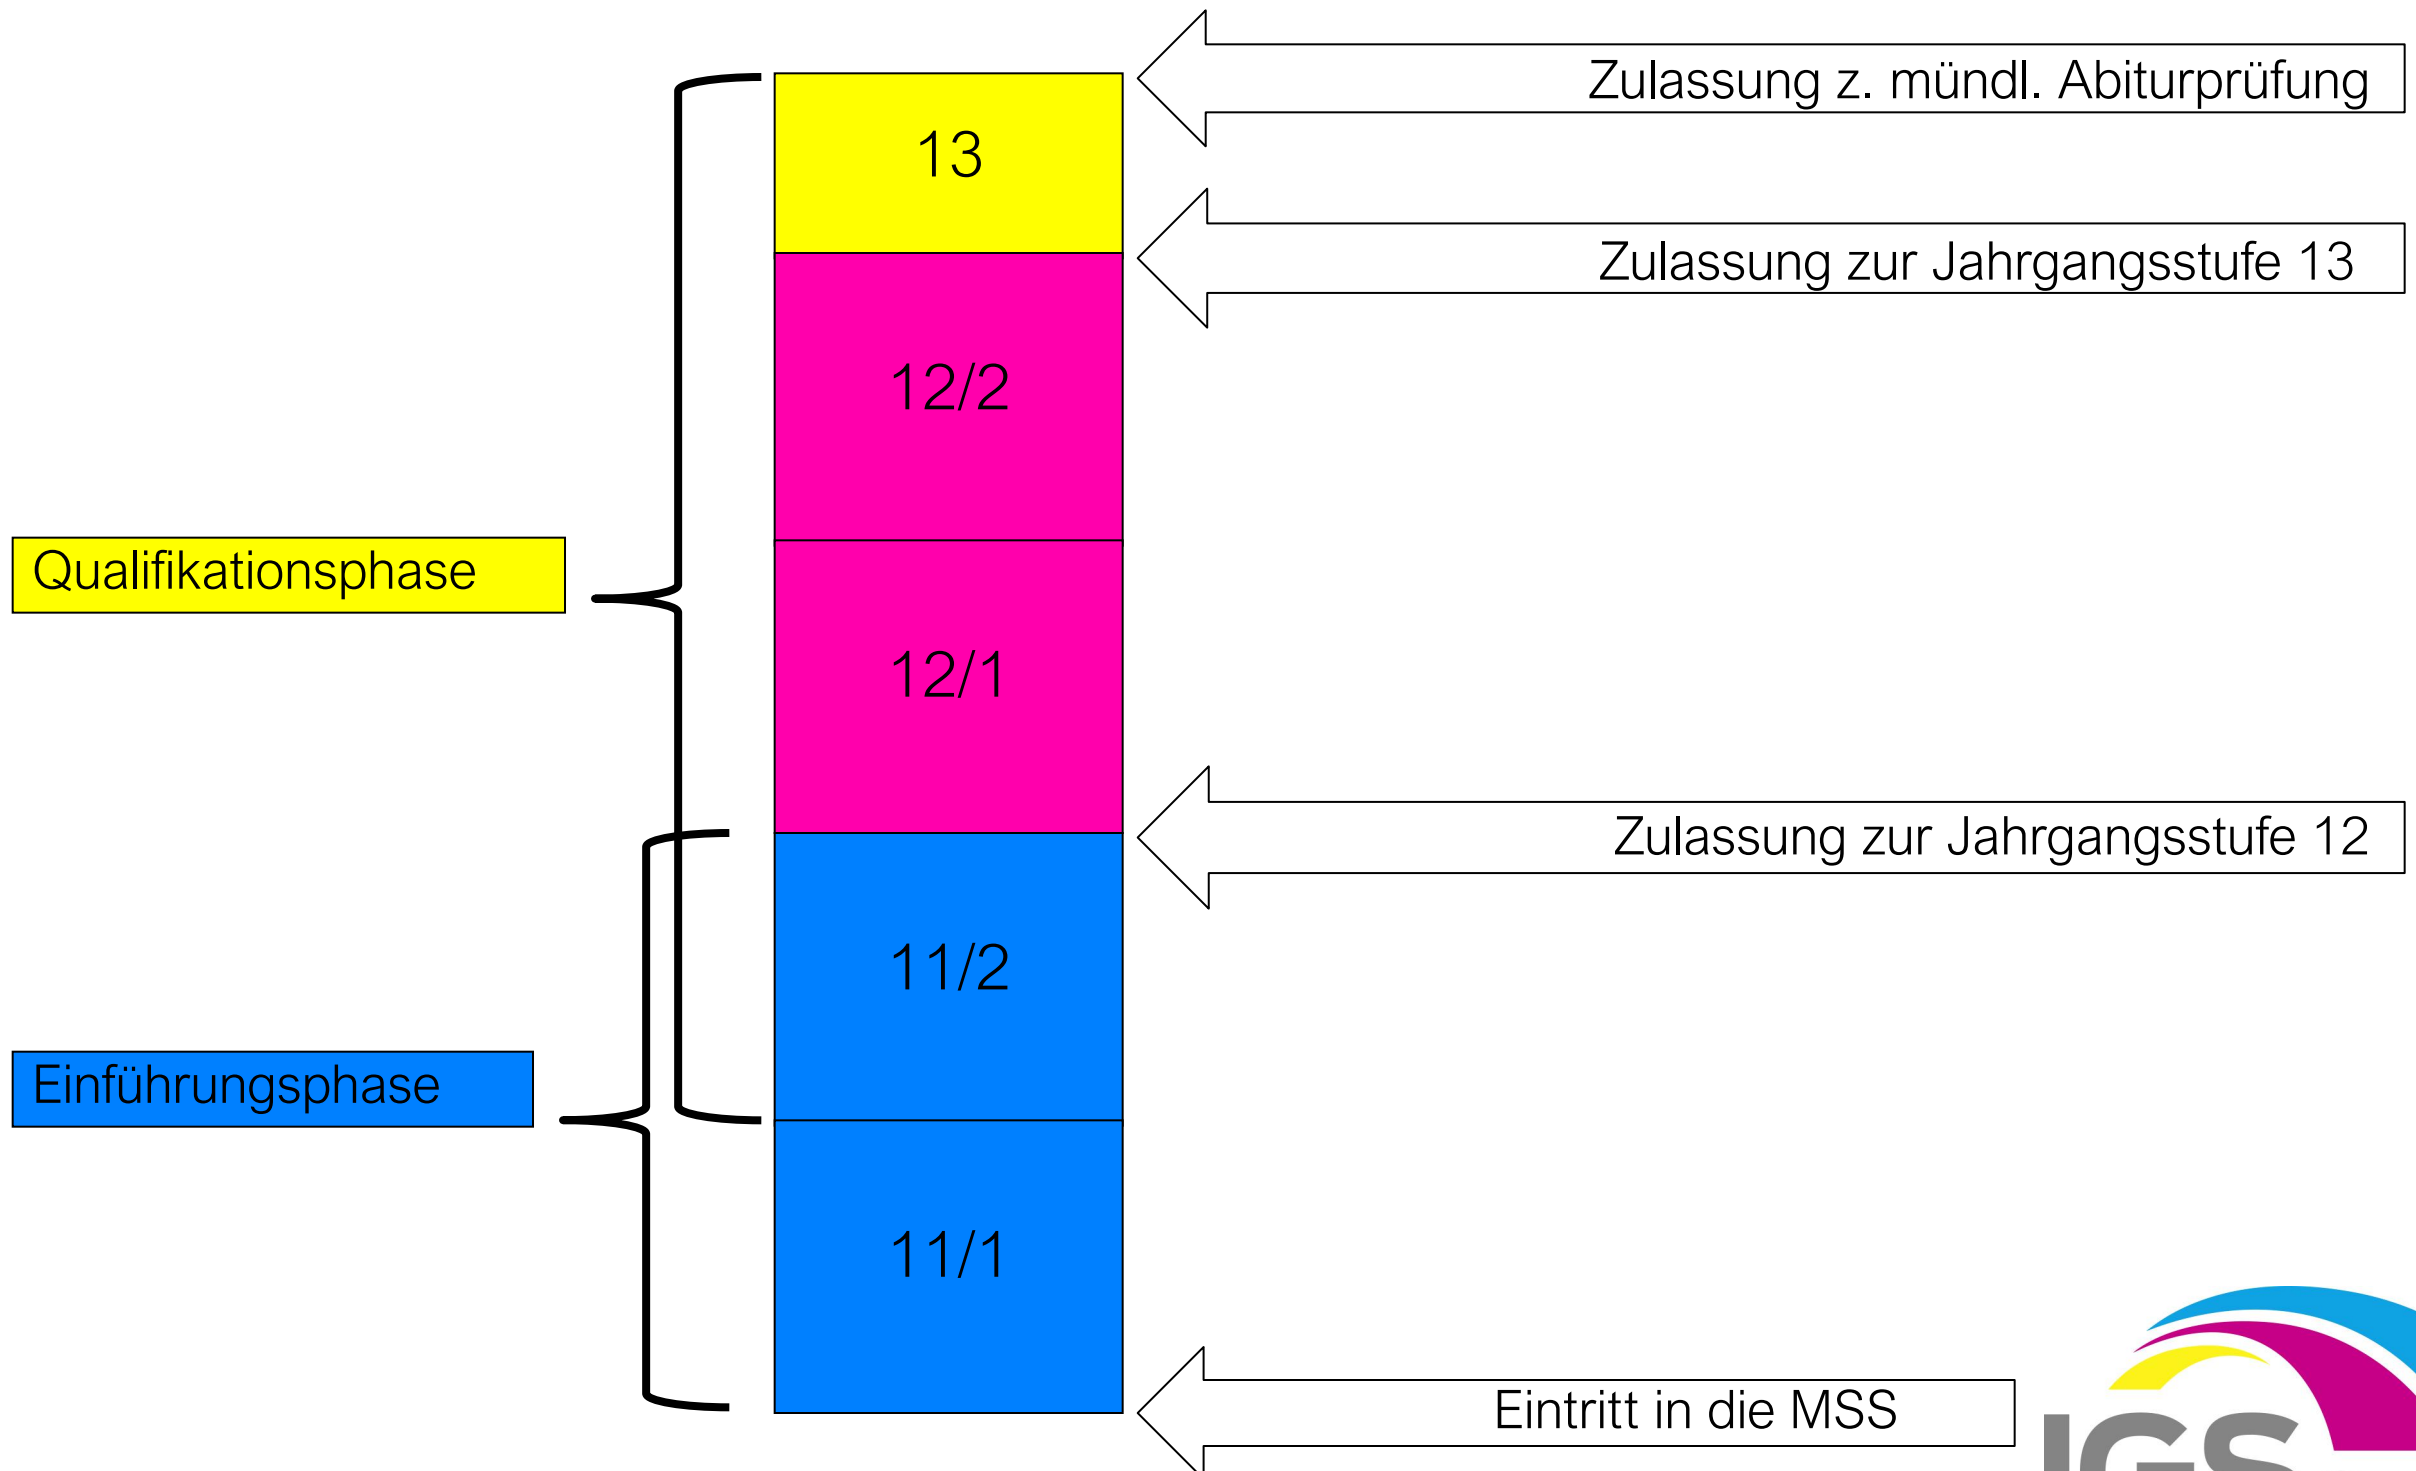 Zulassung z. mündl. Abiturprüfung
13
Zulassung zur Jahrgangsstufe 13
12/2
Qualifikationsphase
12/1
Zulassung zur Jahrgangsstufe 12
11/2
Einführungsphase
11/1
Eintritt in die MSS
IGS